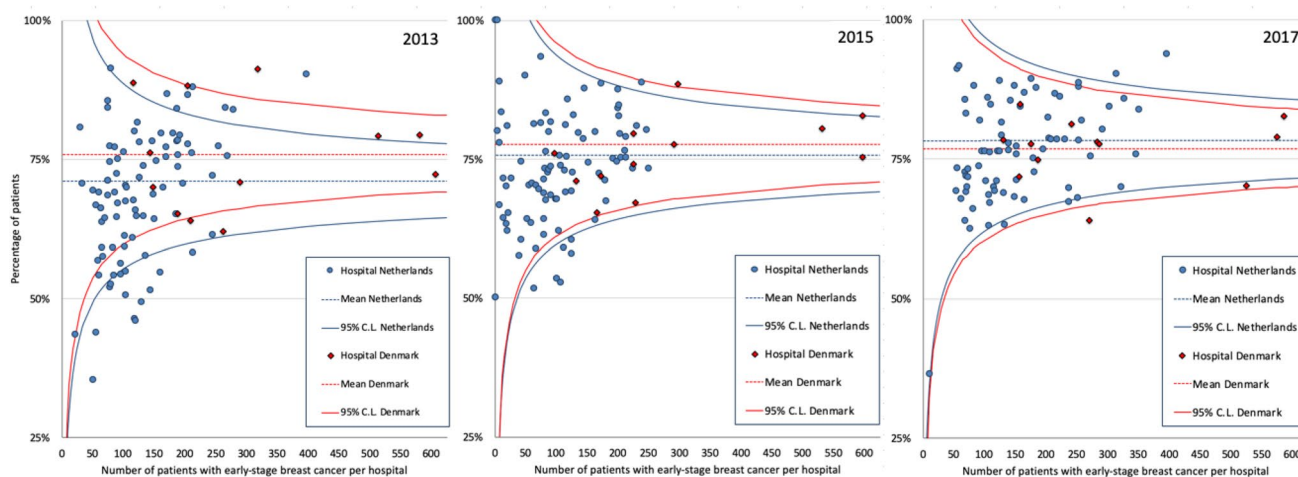 2013
100%
75%
50%
25%
Percentage of patients
0 50 100 150 200 250 300 350 400 450 500 550 600
Number of patients with early-stage breast cancer per hospital
Hospital Netherlands
Mean Netherlands
95% C.L. Netherlands
Hospital Denmark
Mean Denmark
95% C.L. Denmark
2015
100%
75%
50%
25%
0 50 100 150 200 250 300 350 400 450 500 550 600
Number of patients with early-stage breast cancer per hospital
Hospital Netherlands
Mean Netherlands
95% C.L. Netherlands
Hospital Denmark
Mean Denmark
95% C.L. Denmark
2017
100%
75%
50%
25%
0 50 100 150 200 250 300 350 400 450 500 550 600
Number of patients with early-stage breast cancer per hospital
Hospital Netherlands
Mean Netherlands
95% C.L. Netherlands
Hospital Denmark
Mean Denmark
95% C.L. Denmark